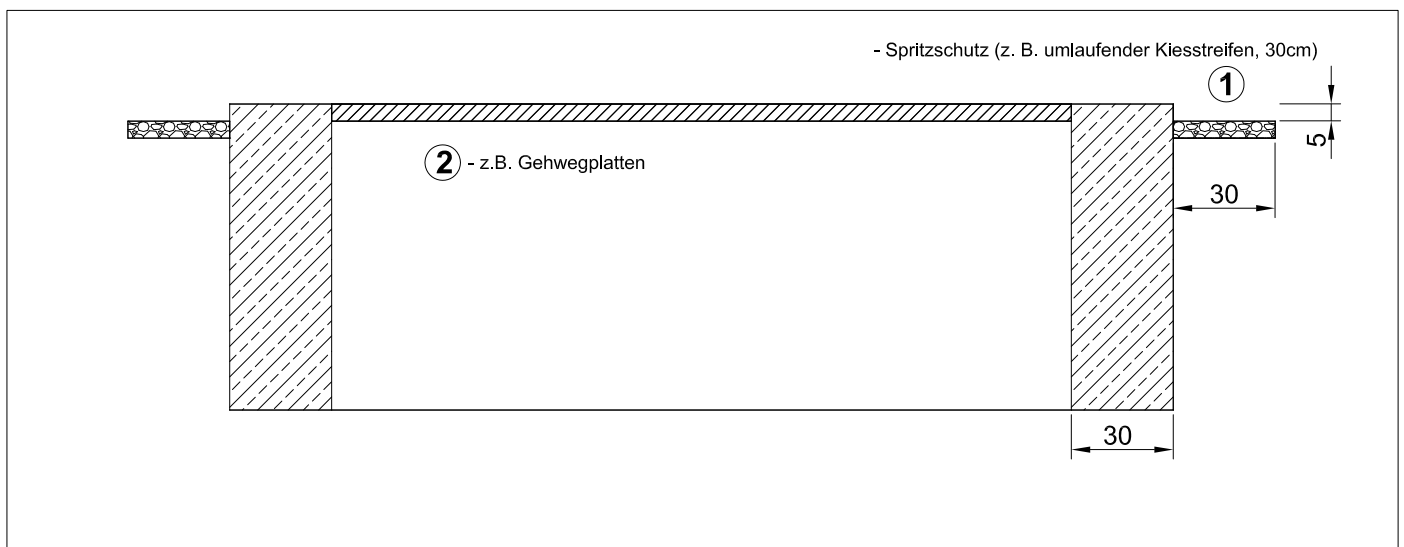 - Spritzschutz (z. B. umlaufender Kiesstreifen, 30cm)
1
5
2 - z.B. Gehwegplatten
30
30